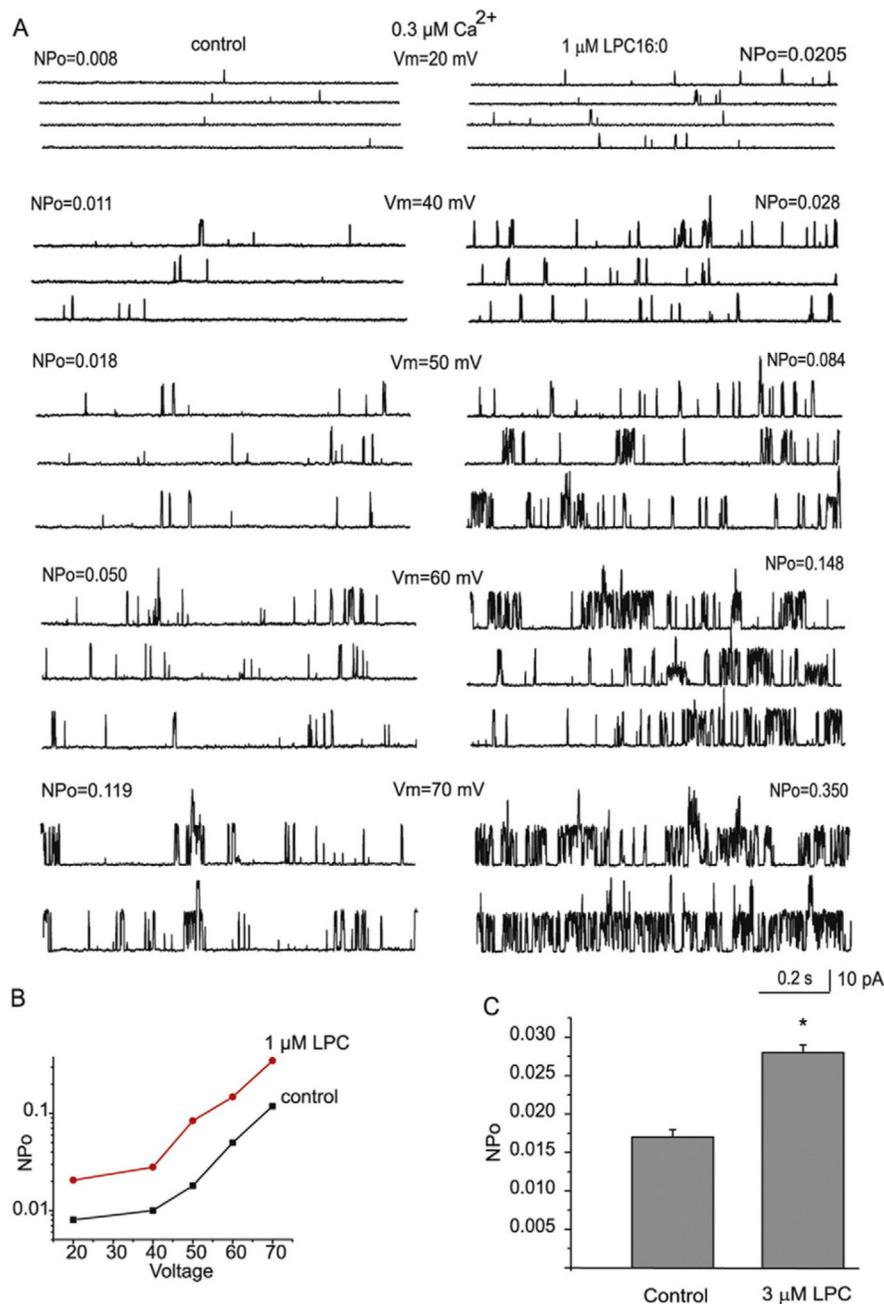 A
0.3 µM Ca2+
control
1 µM LPC16:0
NPo=0.008
Vm=20 mV
NPo=0.0205
NPo=0.011
Vm=40 mV
NPo=0.028
NPo=0.018
Vm=50 mV
NPo=0.084
NPo=0.050
Vm=60 mV
NPo=0.148
NPo=0.119
Vm=70 mV
NPo=0.350
0.2 s
10 pA
B
1 µM LPC
control
0.1
0.01
NPo
20 30 40 50 60 70
Voltage
C
*
0.030
0.025
0.020
0.015
0.010
0.005
NPo
Control
3 µM LPC